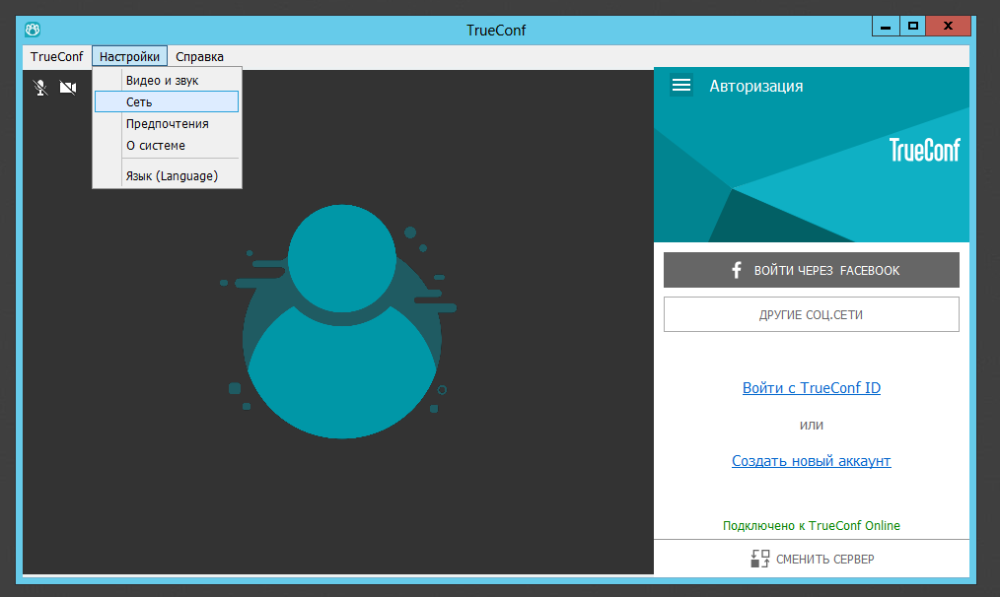 TrueConf
TrueConf Настройки Справка
Видео и звук
Сеть
Предпочтения
О системе
Язык (Language)
Авторизация
TrueConf
ВОЙТИ ЧЕРЕЗ FACEBOOK
ДРУГИЕ СОЦ.СЕТИ
Войти с TrueConf ID
или
Создать новый аккаунт
Подключено к TrueConf Online
СМЕНИТЬ СЕРВЕР